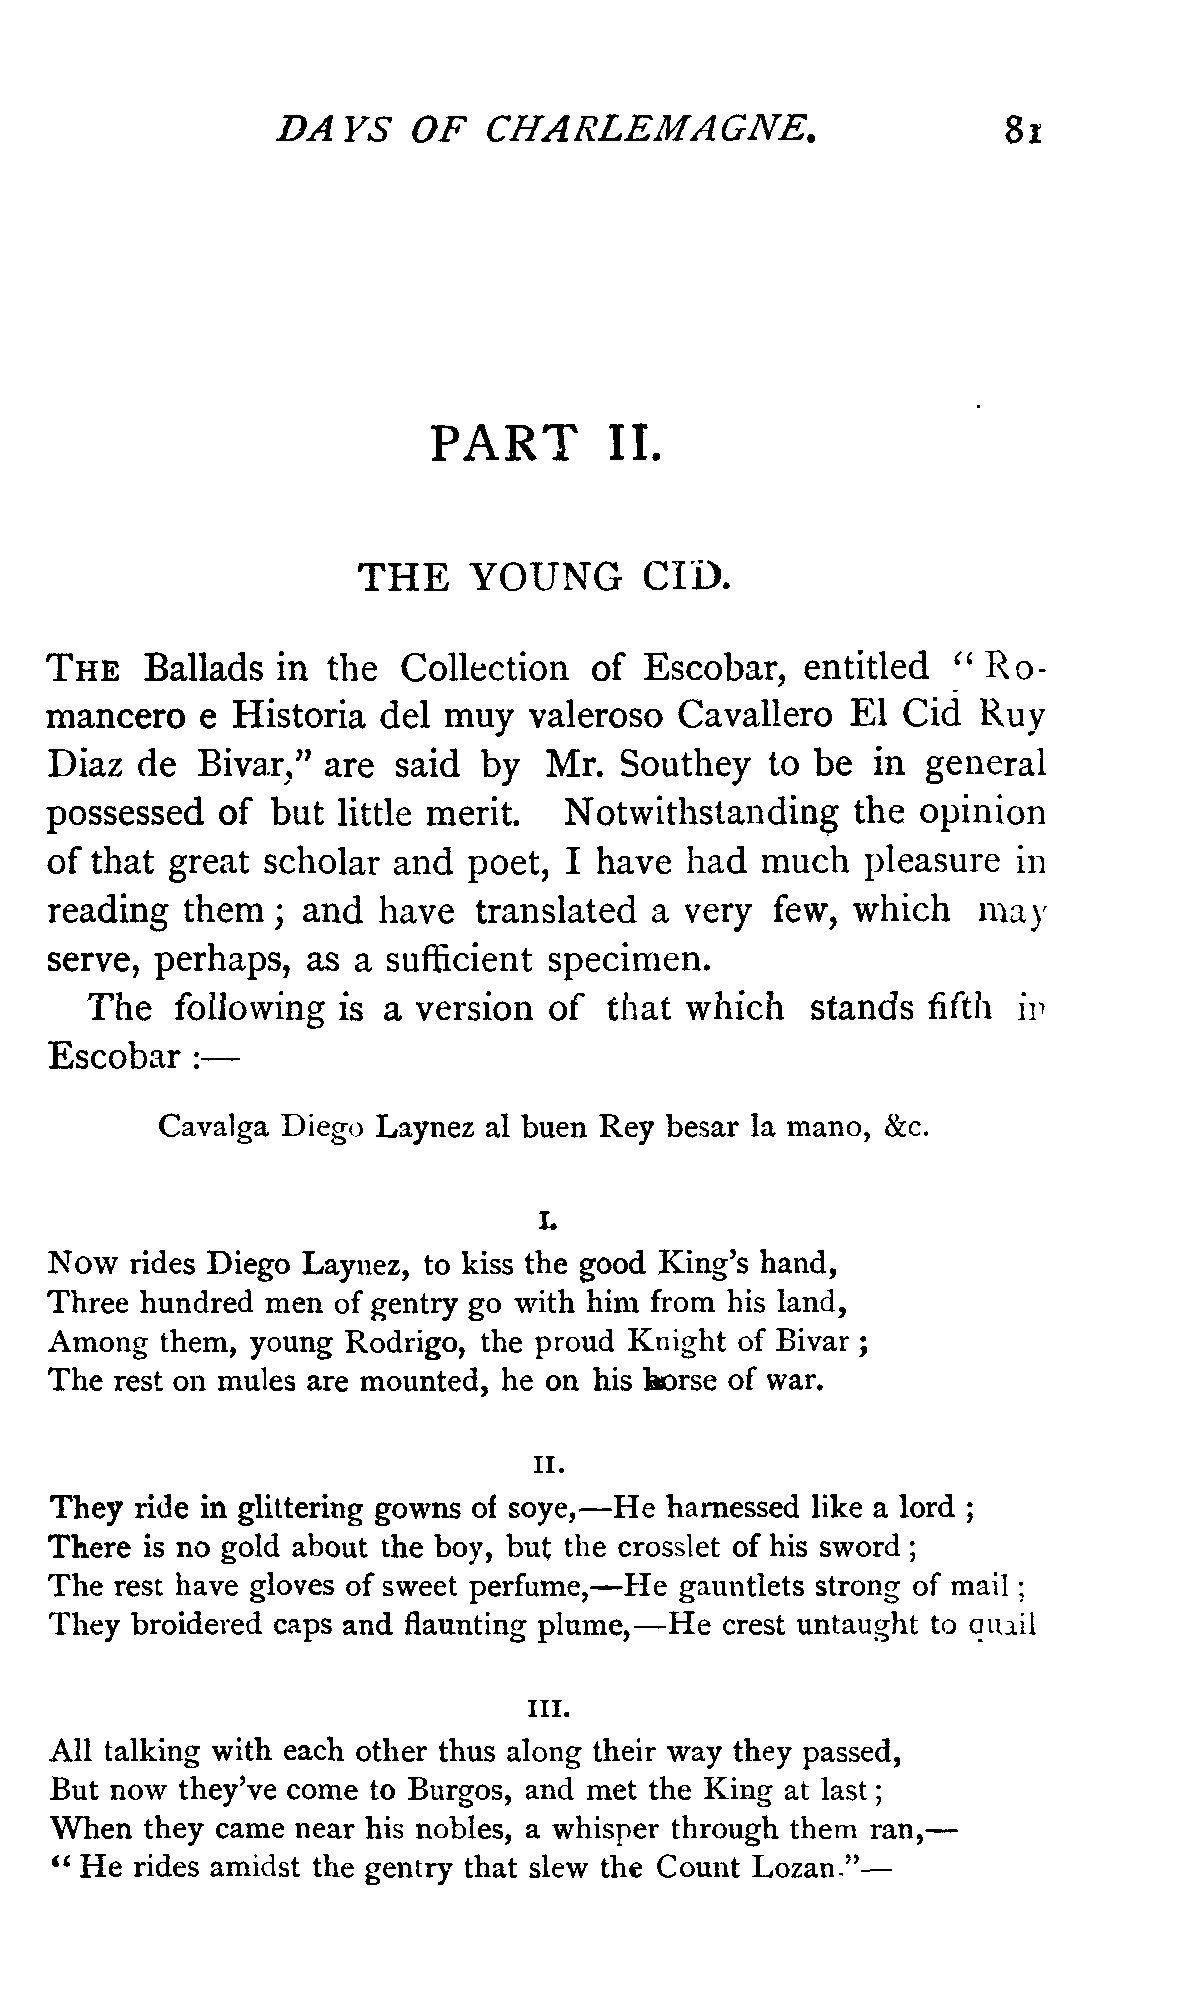 DAYS OF CHARLEMAGNE. 81
PART II.
THE YOUNG CID.
THE Ballads in the Collection of Escobar, entitled “ Ro-
mancero e Historia del muy valeroso Cavallero El Cid Ruy
Diaz de Bivar,” are said by Mr. Southey to be in general
possessed of but little merit. Notwithstanding the opinion
of that great scholar and poet, I have had much pleasure in
reading them ; and have translated a very few, which may
serve, perhaps, as a sufficient specimen.
The following is a version of that which stands fifth in
Escobar :—
Cavalga Diego Laynez al buen Rey besar la mano, &c.
I.
Now rides Diego Laynez, to kiss the good King’s hand,
Three hundred men of gentry go with him from his land,
Among them, young Rodrigo, the proud Knight of Bivar ;
The rest on mules are mounted, he on his horse of war.
II.
They ride in glittering gowns of soye,—He harnessed like a lord ;
There is no gold about the boy, but the crosslet of his sword ;
The rest have gloves of sweet perfume,—He gauntlets strong of mail ;
They broidered caps and flaunting plume,—He crest untaught to quail
III.
All talking with each other thus along their way they passed,
But now they’ve come to Burgos, and met the King at last ;
When they came near his nobles, a whisper through them ran,—
“ He rides amidst the gentry that slew the Count Lozan.”—